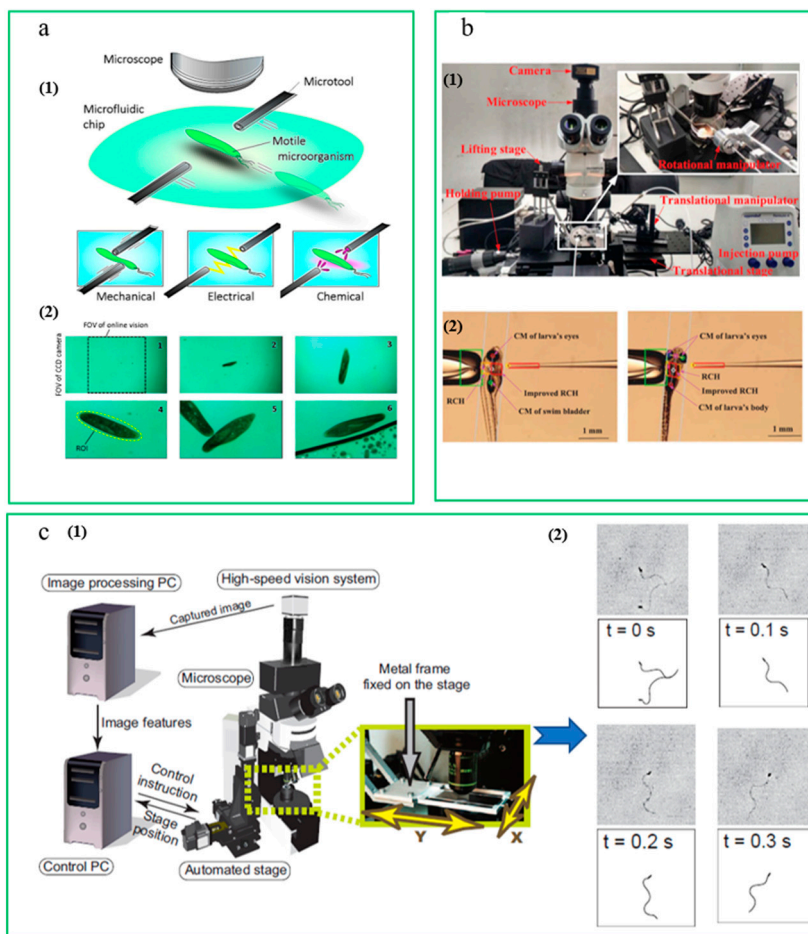 a
Microscope
(1)
Microtool
Microfluidic
chip
Motile
microorganism
Mechanical
Electrical
Chemical
(2)
FOV of online vision
FOV of CCD camera
1
2
3
4
ROI
5
6
b
(1)
Camera
Microscope
Lifting stage
Rotational manipulator
Holding pump
Translational manipulator
Injection pump
Translational stage
(2)
CM of larva's eyes
RCH
Improved RCH
CM of swim bladder
1 mm
CM of larva's eyes
RCH
Improved RCH
CM of larva's body
1 mm
c
(1)
Image processing PC
High-speed vision system
Captured image
Microscope
Metal frame
fixed on the stage
Image features
Control
instruction
Stage
position
Control PC
Automated stage
Y
X
(2)
t = 0 s
t = 0.1 s
t = 0.2 s
t = 0.3 s